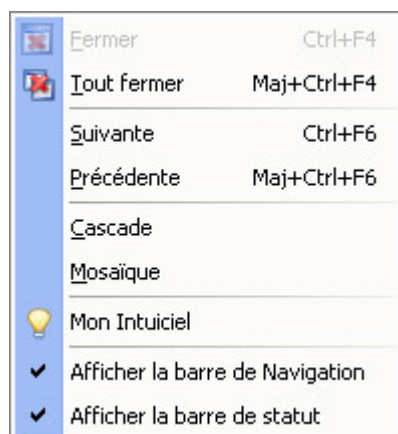 Fermer Ctrl+F4
Tout fermer Maj+Ctrl+F4
Suivante Ctrl+F6
Précédente Maj+Ctrl+F6
Cascade
Mosaïque
Mon Intuiciel
Afficher la barre de Navigation
Afficher la barre de statut